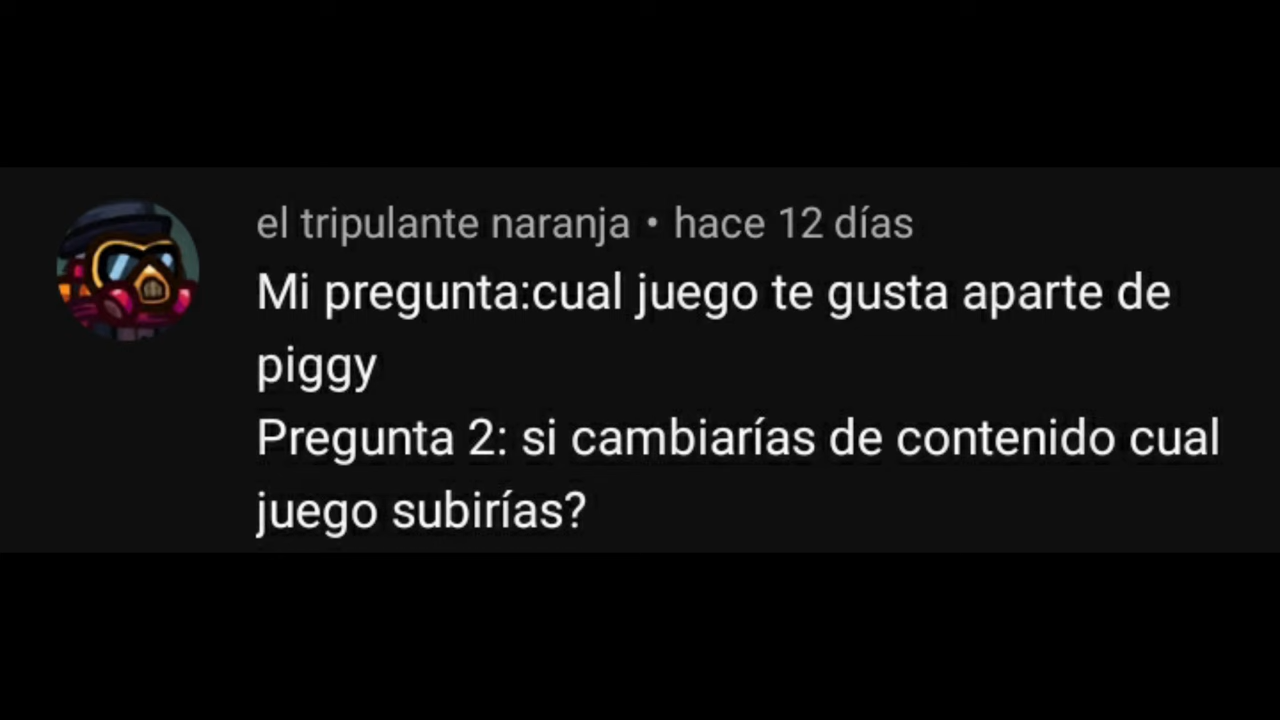 el tripulante naranja • hace 12 días
Mi pregunta:cual juego te gusta aparte de
piggy
Pregunta 2: si cambiarías de contenido cual
juego subirías?